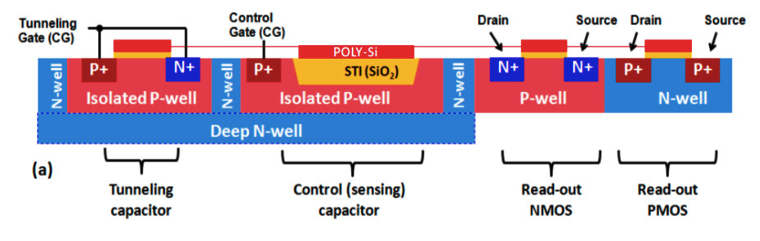 Tunneling
Gate (CG)
Control
Gate (CG)
Drain
Source
Drain
Source
POLY-Si
P+
N+
P+
STI (SiO₂)
N+
N+
P+
P+
N-well
Isolated P-well
N-well
Isolated P-well
N-well
P-well
N-well
Deep N-well
(a)
Tunneling
capacitor
Control (sensing)
capacitor
Read-out
NMOS
Read-out
PMOS